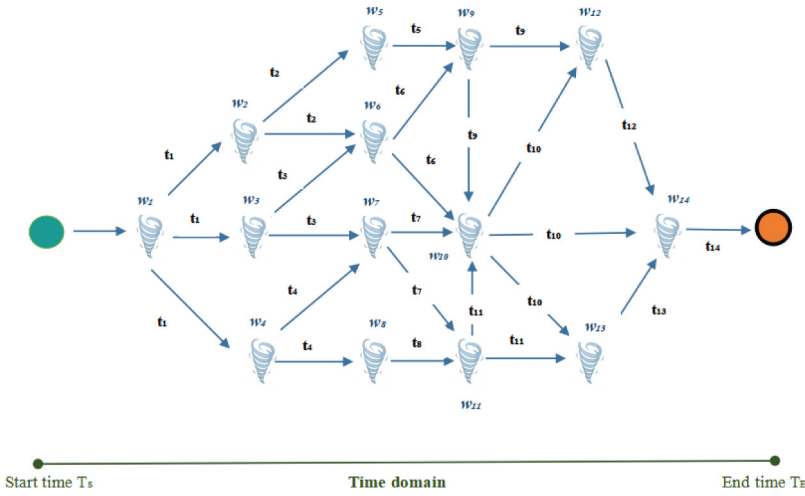 w₅ w₉ w₁₂
t₅ t₉
t₂
t₆
w₂ w₆
t₂ t₉ t₁₂
t₁ t₁₀
t₃ t₆
w₁ w₃ w₇ w₁₄
t₁ t₃ t₇ t₁₀ t₁₄
w₁₀
t₄ t₇ t₁₀
t₁ t₁₁ t₁₃
w₄ w₈ w₁₃
t₄ t₈ t₁₁
w₁₁
Start time Tₛ Time domain End time T_E